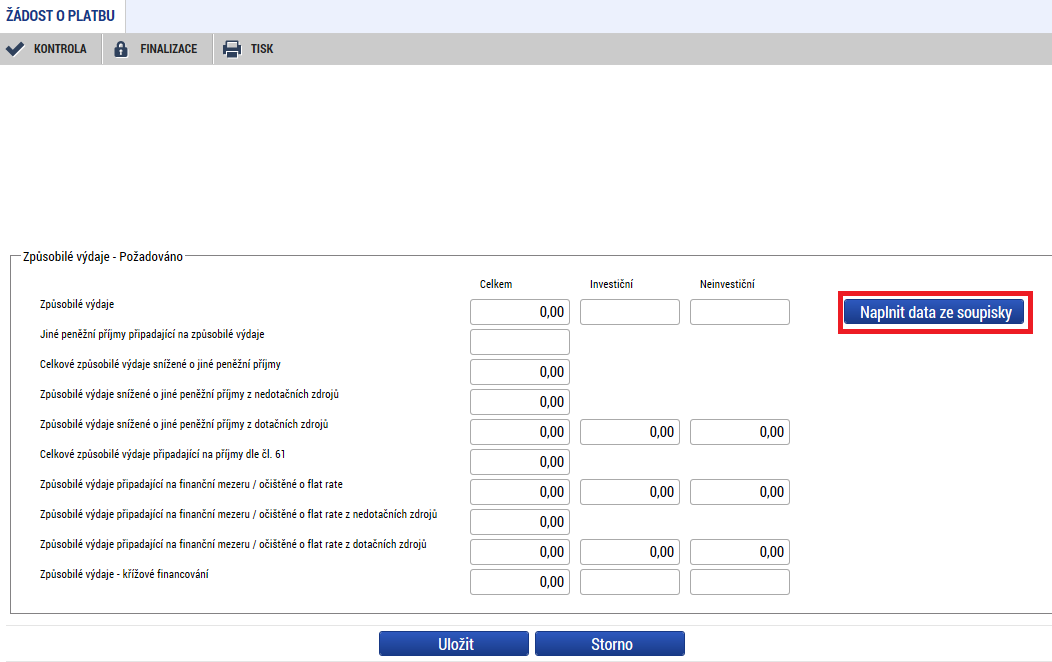 ŽÁDOST O PLATBU
KONTROLA FINALIZACE TISK
Způsobilé výdaje - Požadováno
Celkem Investiční Neinvestiční
Způsobilé výdaje 0,00 Naplnit data ze soupisky
Jiné peněžní příjmy připadající na způsobilé výdaje
Celkové způsobilé výdaje snížené o jiné peněžní příjmy 0,00
Způsobilé výdaje snížené o jiné peněžní příjmy z nedotačních zdrojů 0,00
Způsobilé výdaje snížené o jiné peněžní příjmy z dotačních zdrojů 0,00 0,00 0,00
Celkové způsobilé výdaje připadající na příjmy dle čl. 61 0,00
Způsobilé výdaje připadající na finanční mezeru / očištěné o flat rate 0,00 0,00 0,00
Způsobilé výdaje připadající na finanční mezeru / očištěné o flat rate z nedotačních zdrojů 0,00
Způsobilé výdaje připadající na finanční mezeru / očištěné o flat rate z dotačních zdrojů 0,00 0,00 0,00
Způsobilé výdaje - křížové financování 0,00
Uložit Storno